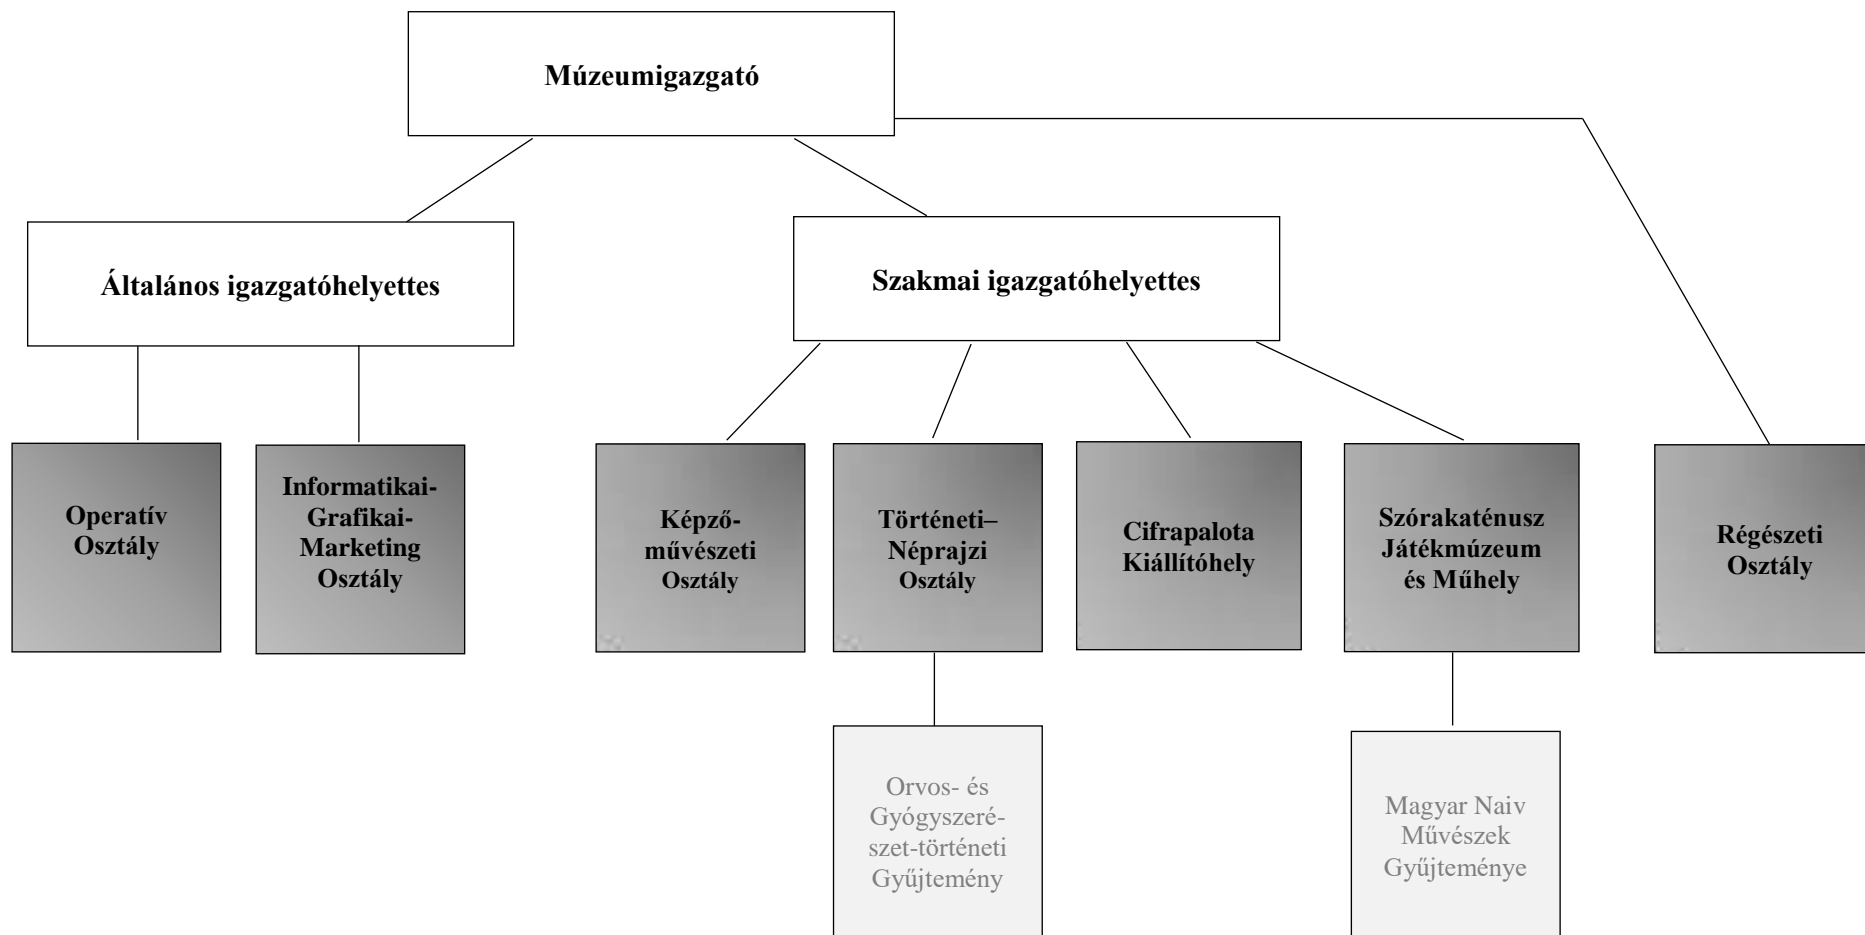 Múzeumigazgató
Általános igazgatóhelyettes
Szakmai igazgatóhelyettes
Operatív
Osztály
Informatikai-
Grafikai-
Marketing
Osztály
Képző-
művészeti
Osztály
Történeti–
Néprajzi
Osztály
Cifrapalota
Kiállítóhely
Szórakaténusz
Játékmúzeum
és Műhely
Régészeti
Osztály
Orvos- és
Gyógyszeré-
szet-történeti
Gyűjtemény
Magyar Naiv
Művészek
Gyűjteménye